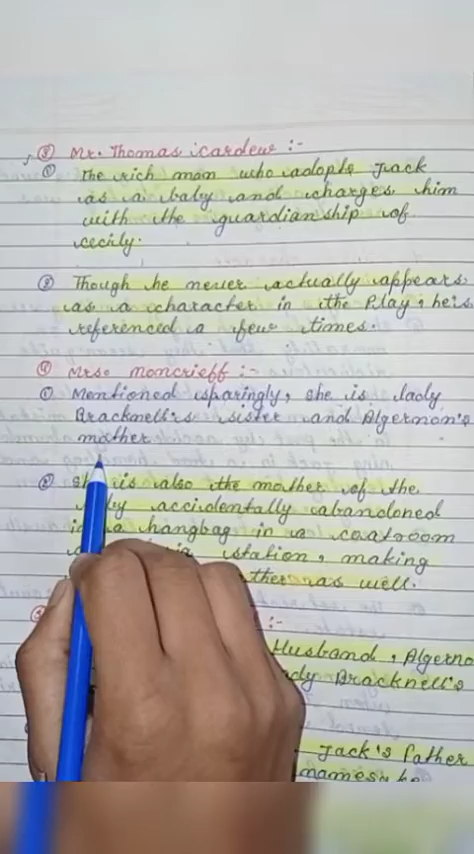 ③ Mr. Thomas Cardew :-
① The rich man who adopts Jack
as a baby and charges him
with the guardianship of
Cecily.
② Though he never actually appears
as a character in the Play, he is
referenced a few times.
④ Mrs. Moncrieff :-
① Mentioned sparingly, she is lady
Bracknell's sister and Algernon's
mother
② is also the mother of the
accidentally abandoned
a hangbag in a coatroom
station, making
as well.
:-
Husband, Algerno
Bracknell's
Jack's Father